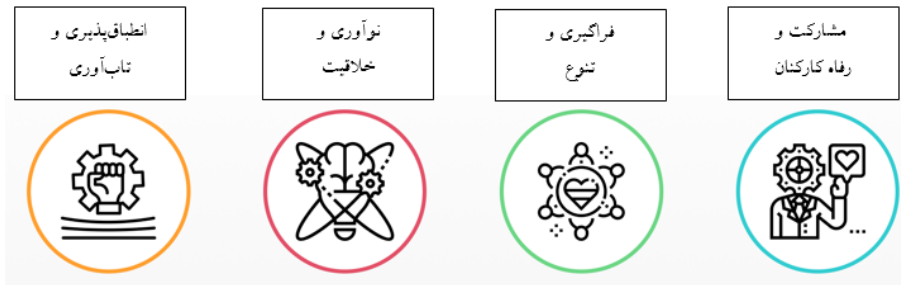 مشارکت و
رفاه کارکنان
فراگیری و
تنوع
نوآوری و
خلاقیت
انطباق‌پذیری و
تاب‌آوری